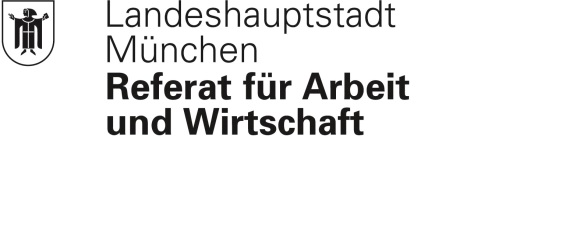 Landeshauptstadt
München
Referat für Arbeit
und Wirtschaft